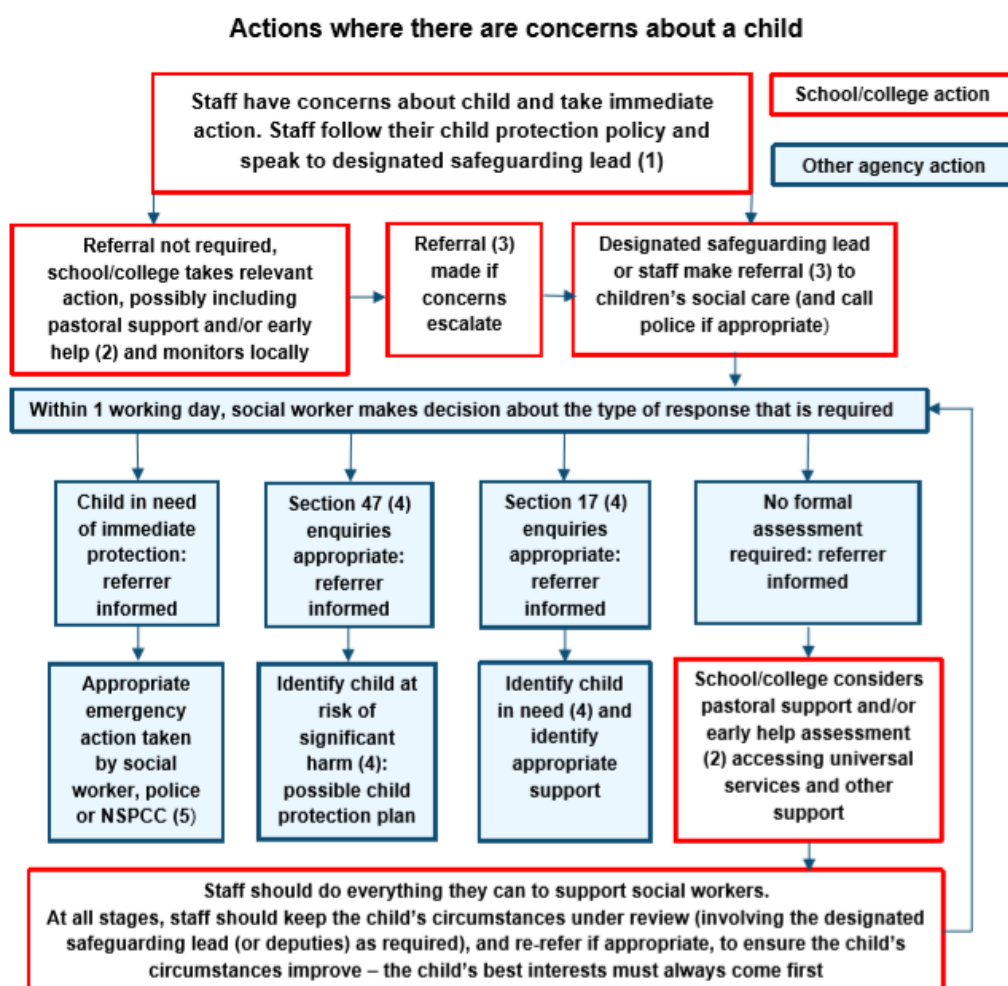 Actions where there are concerns about a child
Staff have concerns about child and take immediate
action. Staff follow their child protection policy and
speak to designated safeguarding lead (1)
School/college action
Other agency action
Referral not required,
school/college takes relevant
action, possibly including
pastoral support and/or early
help (2) and monitors locally
Referral (3)
made if
concerns
escalate
Designated safeguarding lead
or staff make referral (3) to
children's social care (and call
police if appropriate)
Within 1 working day, social worker makes decision about the type of response that is required
Child in need
of immediate
protection:
referrer
informed
Section 47 (4)
enquiries
appropriate:
referrer
informed
Section 17 (4)
enquiries
appropriate:
referrer
informed
No formal
assessment
required: referrer
informed
Appropriate
emergency
action taken
by social
worker, police
or NSPCC (5)
Identify child at
risk of
significant
harm (4):
possible child
protection plan
Identify child
in need (4) and
identify
appropriate
support
School/college considers
pastoral support and/or
early help assessment
(2) accessing universal
services and other
support
Staff should do everything they can to support social workers.
At all stages, staff should keep the child's circumstances under review (involving the designated
safeguarding lead (or deputies) as required), and re-refer if appropriate, to ensure the child's
circumstances improve – the child's best interests must always come first